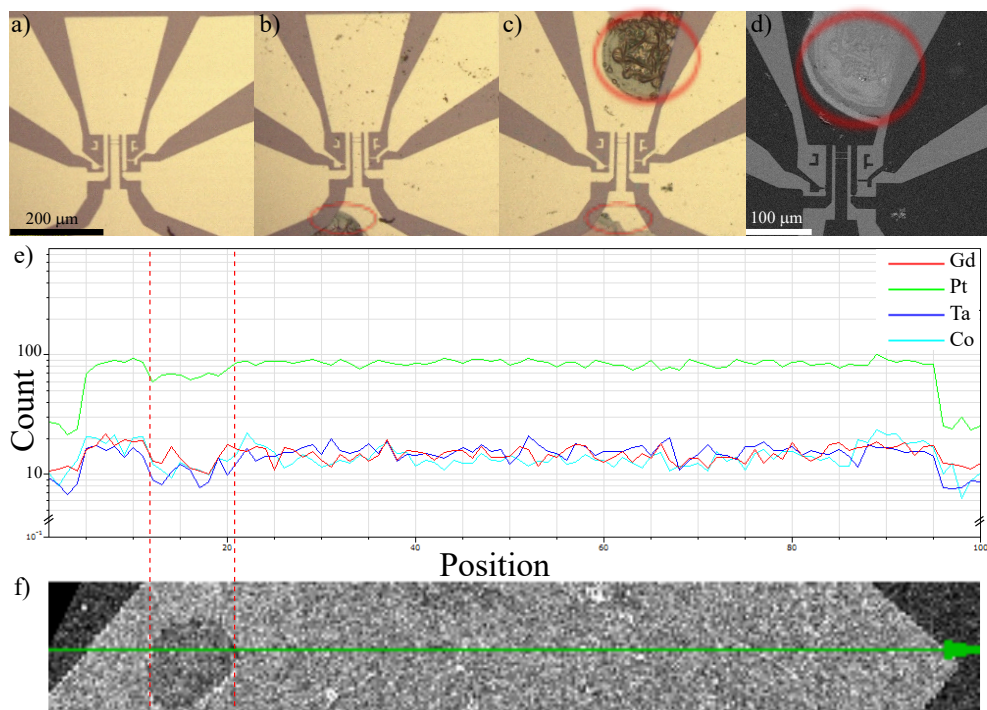 a)
b)
c)
d)
200 μm
100 μm
e)
Gd
Pt
Ta
Co
Count
100
10
10⁻¹
20
40
60
80
100
Position
f)